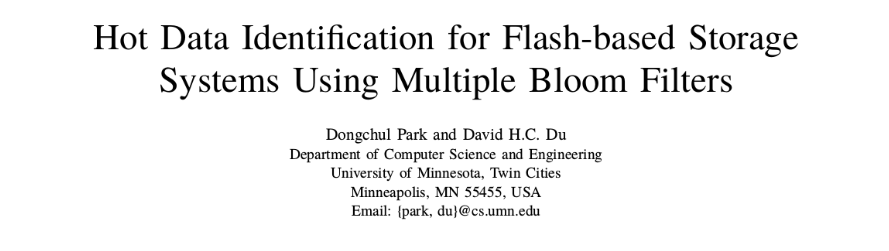 Hot Data Identification for Flash-based Storage
Systems Using Multiple Bloom Filters
Dongchul Park and David H.C. Du
Department of Computer Science and Engineering
University of Minnesota, Twin Cities
Minneapolis, MN 55455, USA
Email: {park, du}@cs.umn.edu